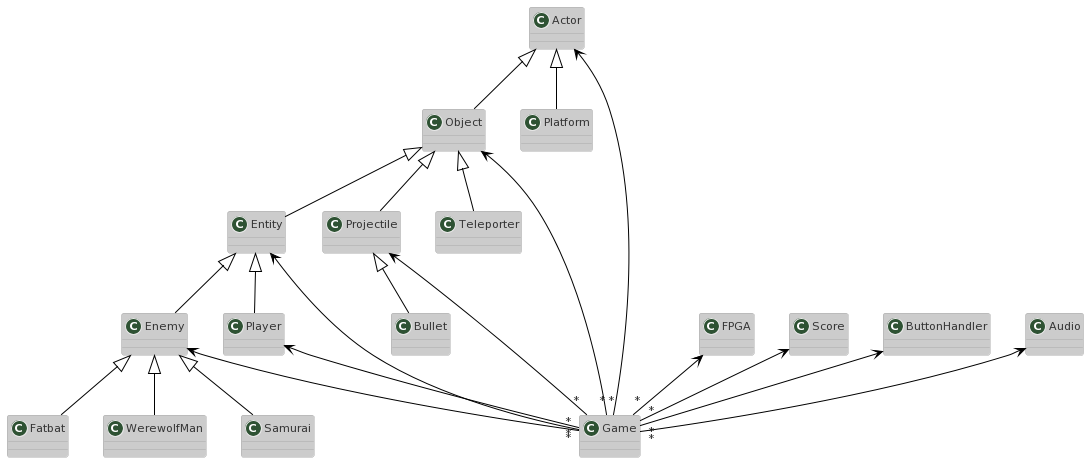 C Actor
C Object
C Platform
C Entity
C Projectile
C Teleporter
C Enemy
C Player
C Bullet
C FPGA
C Score
C ButtonHandler
C Audio
* * * * *
*
*
* *
C Fatbat
C WerewolfMan
C Samurai
C Game